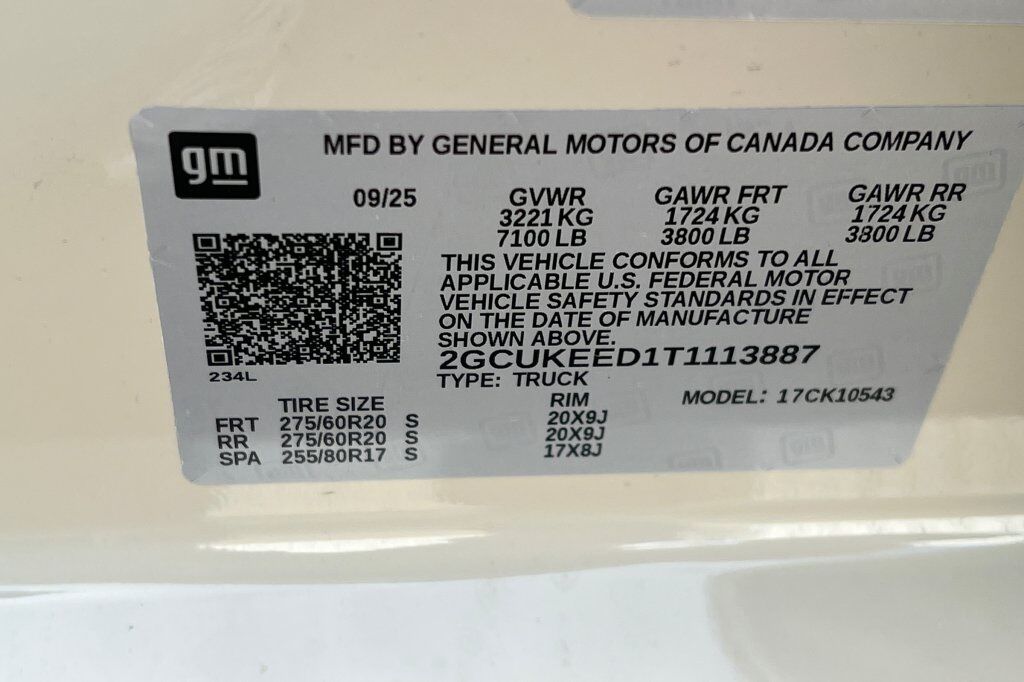 gm
MFD BY GENERAL MOTORS OF CANADA COMPANY
09/25 GVWR GAWR FRT GAWR RR
3221 KG 1724 KG 1724 KG
7100 LB 3800 LB 3800 LB
THIS VEHICLE CONFORMS TO ALL
APPLICABLE U.S. FEDERAL MOTOR
VEHICLE SAFETY STANDARDS IN EFFECT
ON THE DATE OF MANUFACTURE
SHOWN ABOVE.
2GCUKEED1T1113887
234L TYPE: TRUCK
TIRE SIZE RIM MODEL: 17CK10543
FRT 275/60R20 S 20X9J
RR 275/60R20 S 20X9J
SPA 255/80R17 S 17X8J